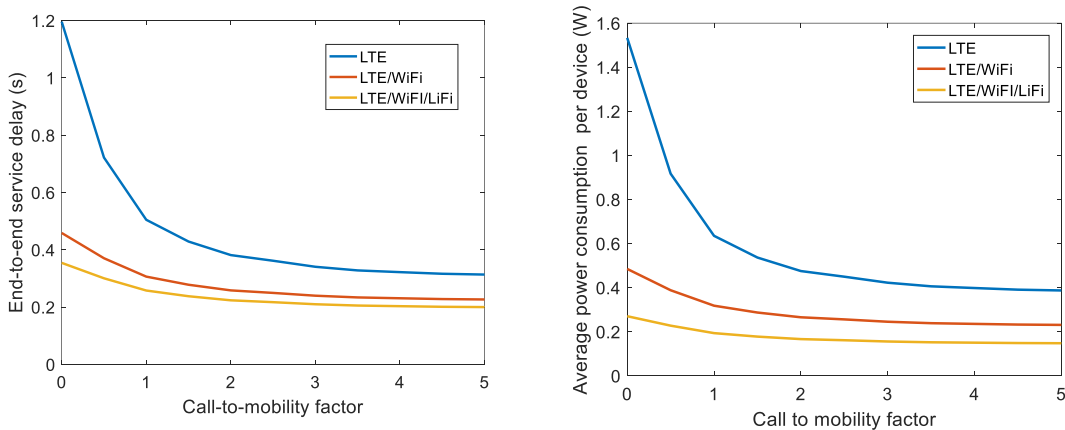 End-to-end service delay (s)
1.2
1
0.8
0.6
0.4
0.2
0
0 1 2 3 4 5
Call-to-mobility factor
LTE
LTE/WiFi
LTE/WiFI/LiFi
Average power consumption per device (W)
1.6
1.4
1.2
1
0.8
0.6
0.4
0.2
0
0 1 2 3 4 5
Call to mobility factor
LTE
LTE/WiFi
LTE/WiFI/LiFi